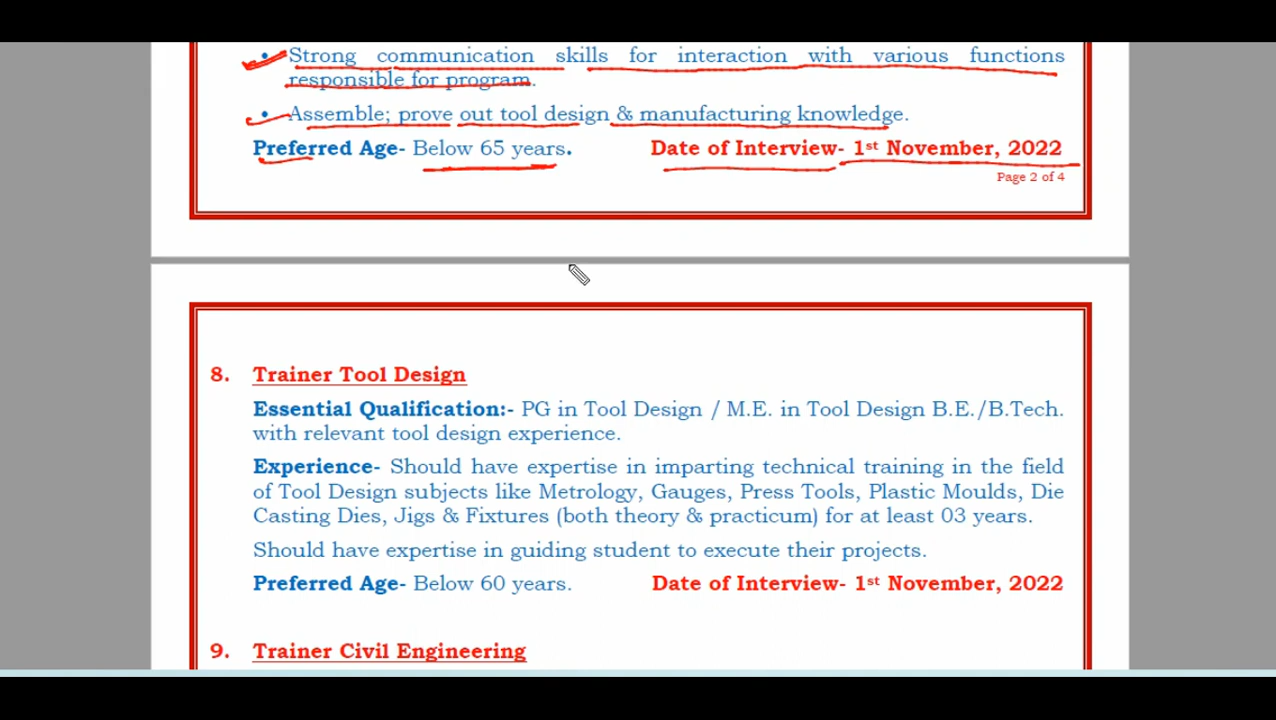 • Strong communication skills for interaction with various functions
responsible for program.
• Assemble; prove out tool design & manufacturing knowledge.
Preferred Age- Below 65 years. Date of Interview- 1st November, 2022
Page 2 of 4
8. Trainer Tool Design
Essential Qualification:- PG in Tool Design / M.E. in Tool Design B.E./B.Tech.
with relevant tool design experience.
Experience- Should have expertise in imparting technical training in the field
of Tool Design subjects like Metrology, Gauges, Press Tools, Plastic Moulds, Die
Casting Dies, Jigs & Fixtures (both theory & practicum) for at least 03 years.
Should have expertise in guiding student to execute their projects.
Preferred Age- Below 60 years. Date of Interview- 1st November, 2022
9. Trainer Civil Engineering